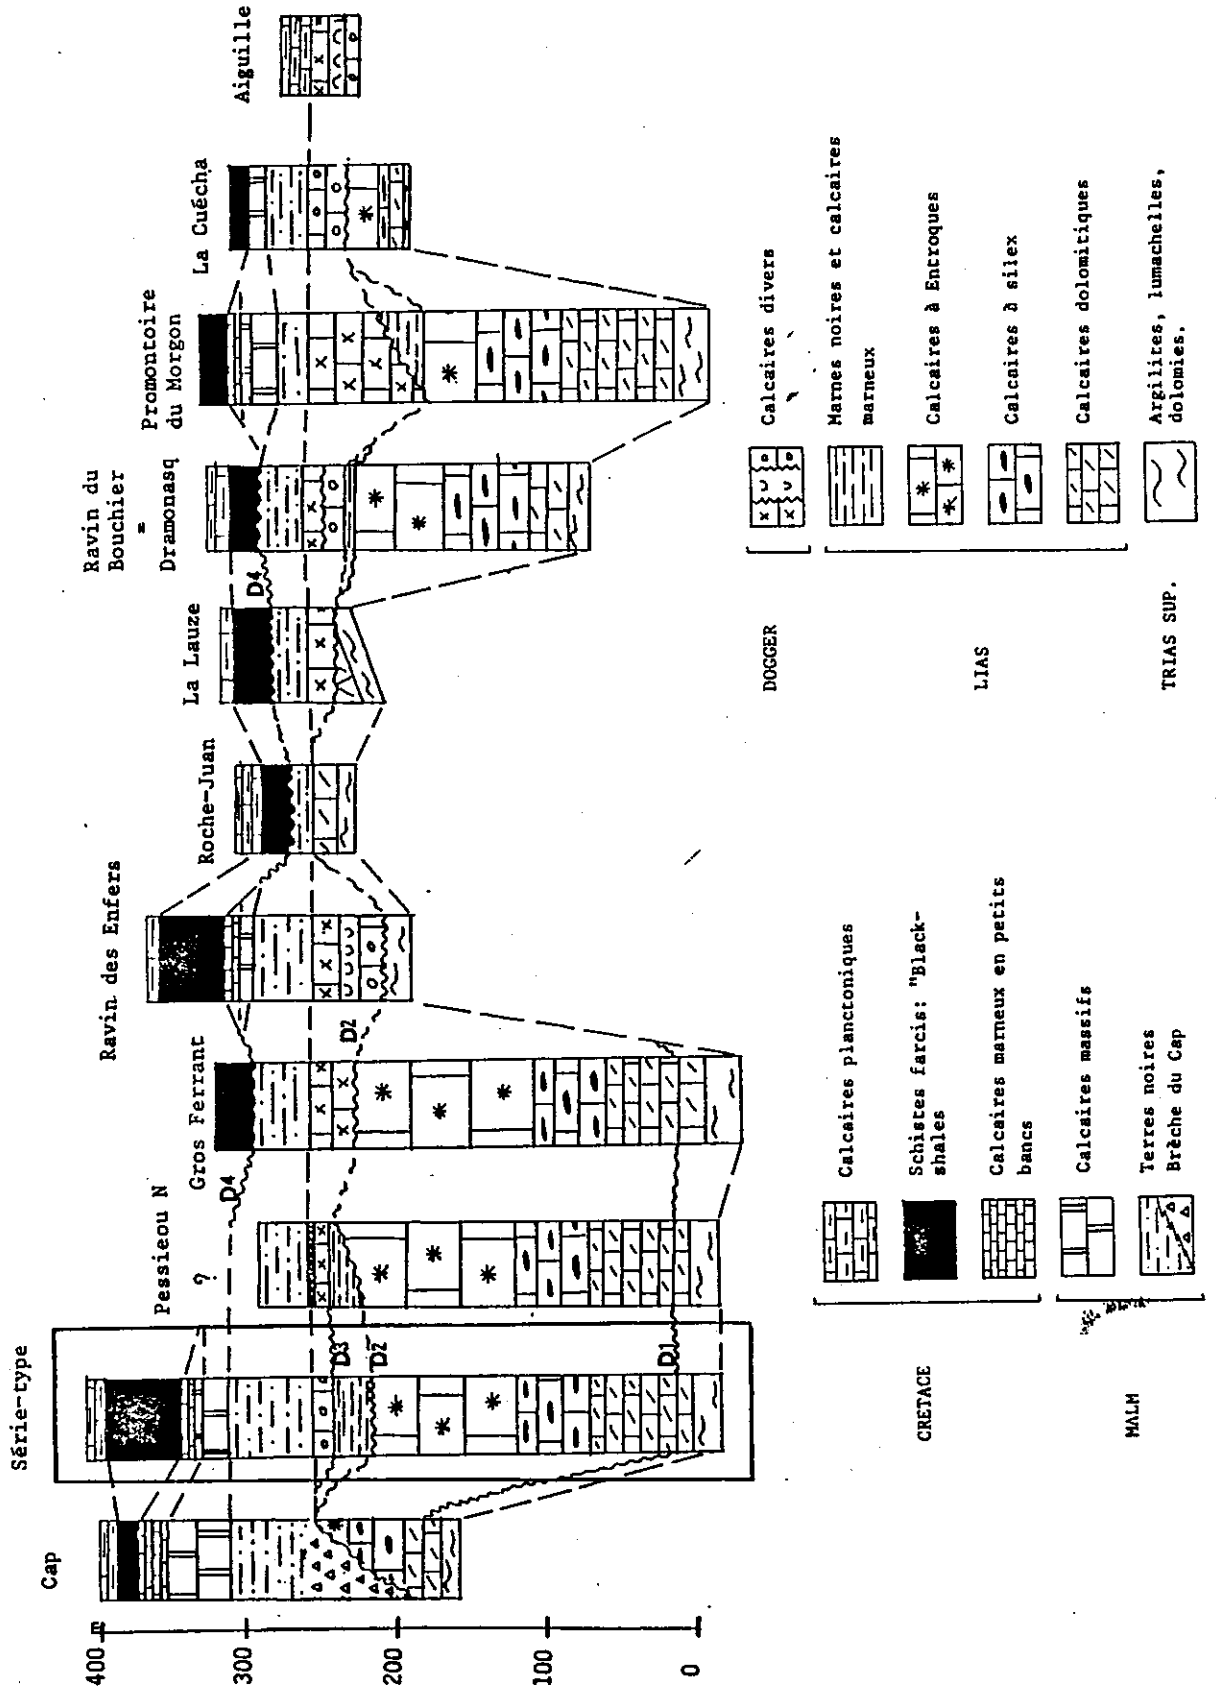 Cap
Série-type
Pessieou N
?
Gros Ferrant
Ravin des Enfers
Roche-Juan
La Lauze
Ravin du
Bouchier
=
Dramonasq
Promontoire
du Morgon
La Cuécha
Aiguille
400 m
300
200
100
0
D3
D2
D1
D4
D2
D4
CRETACE
Calcaires planctoniques
Schistes farcis: "Black-
shales
Calcaires marneux en petits
bancs
MALM
Calcaires massifs
Terres noires
Brèche du Cap
DOGGER
Calcaires divers
LIAS
Marnes noires et calcaires
marneux
Calcaires à Entroques
Calcaires à silex
Calcaires dolomitiques
TRIAS SUP.
Argilites, lumachelles,
dolomies.